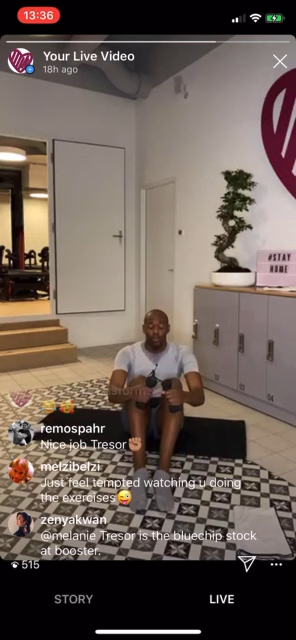 13:36
Your Live Video
18h ago
#STAY
HOME
remospahr
Nice job Tresor✊🏽
melzibelzi
Just feel tempted watching u doing
the exercises😜
zenyakwan
@melanie Tresor is the bluechip stock
at booster.
515
STORY
LIVE